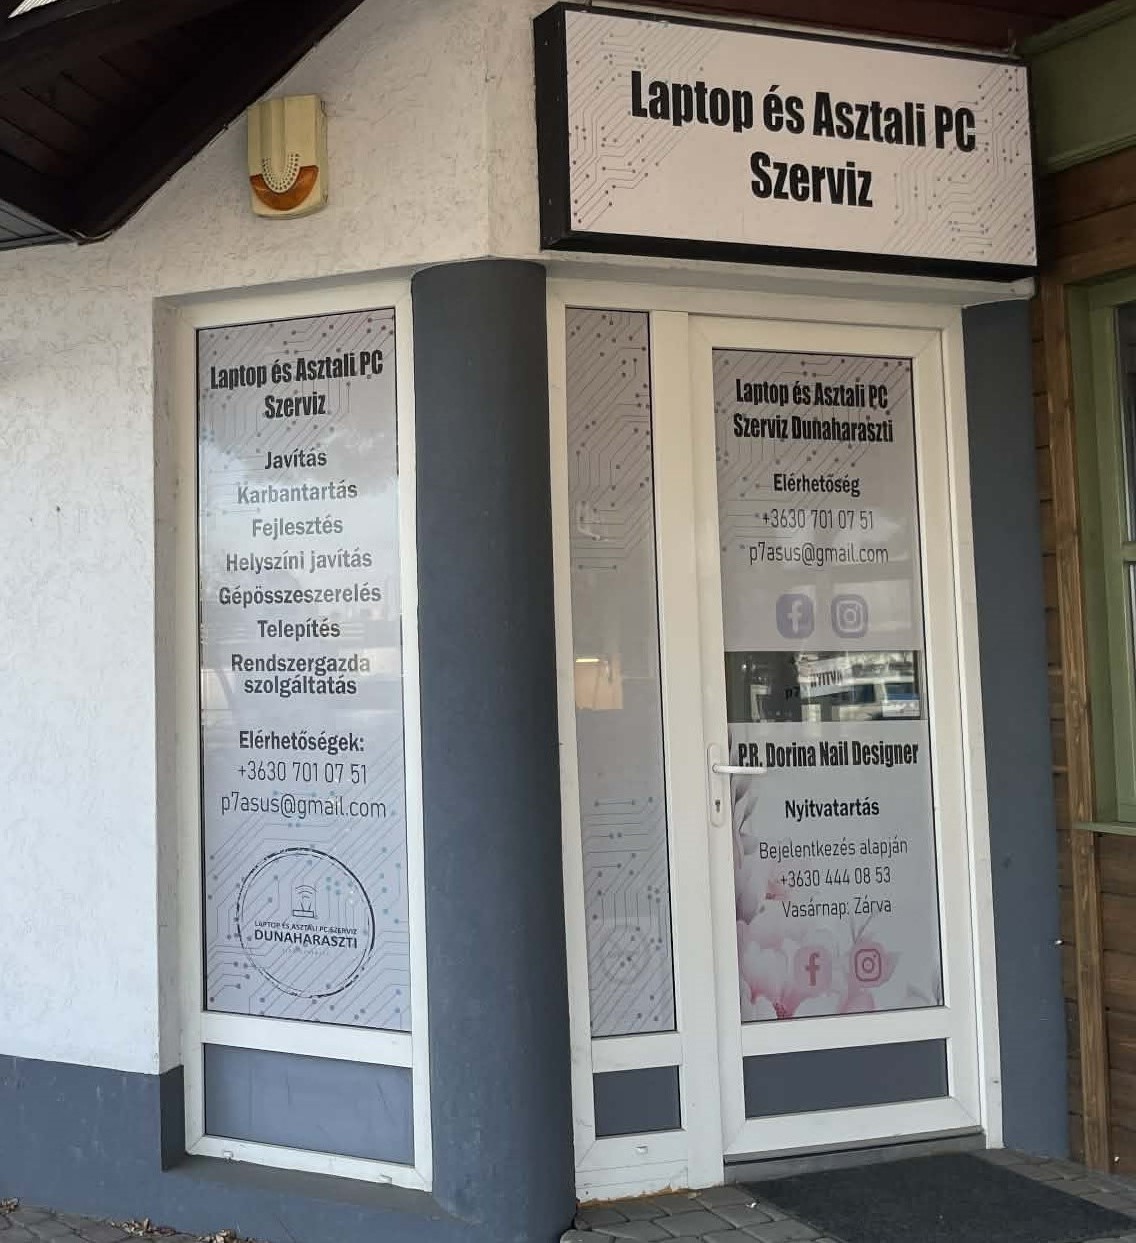 Laptop és Asztali PC
Szerviz
Laptop és Asztali PC
Szerviz
Javítás
Karbantartás
Fejlesztés
Helyszíni javítás
Gépösszeszerelés
Telepítés
Rendszergazda
szolgáltatás
Elérhetőségek:
+3630 701 07 51
p7asus@gmail.com
LAPTOP ÉS ASZTALI PC SZERVIZ
DUNAHARASZTI
Laptop és Asztali PC
Szerviz Dunaharaszti
Elérhetőség
+3630 701 07 51
p7asus@gmail.com
NYITVA
P.R. Dorina Nail Designer
Nyitvatartás
Bejelentkezés alapján
+3630 444 08 53
Vasárnap: Zárva